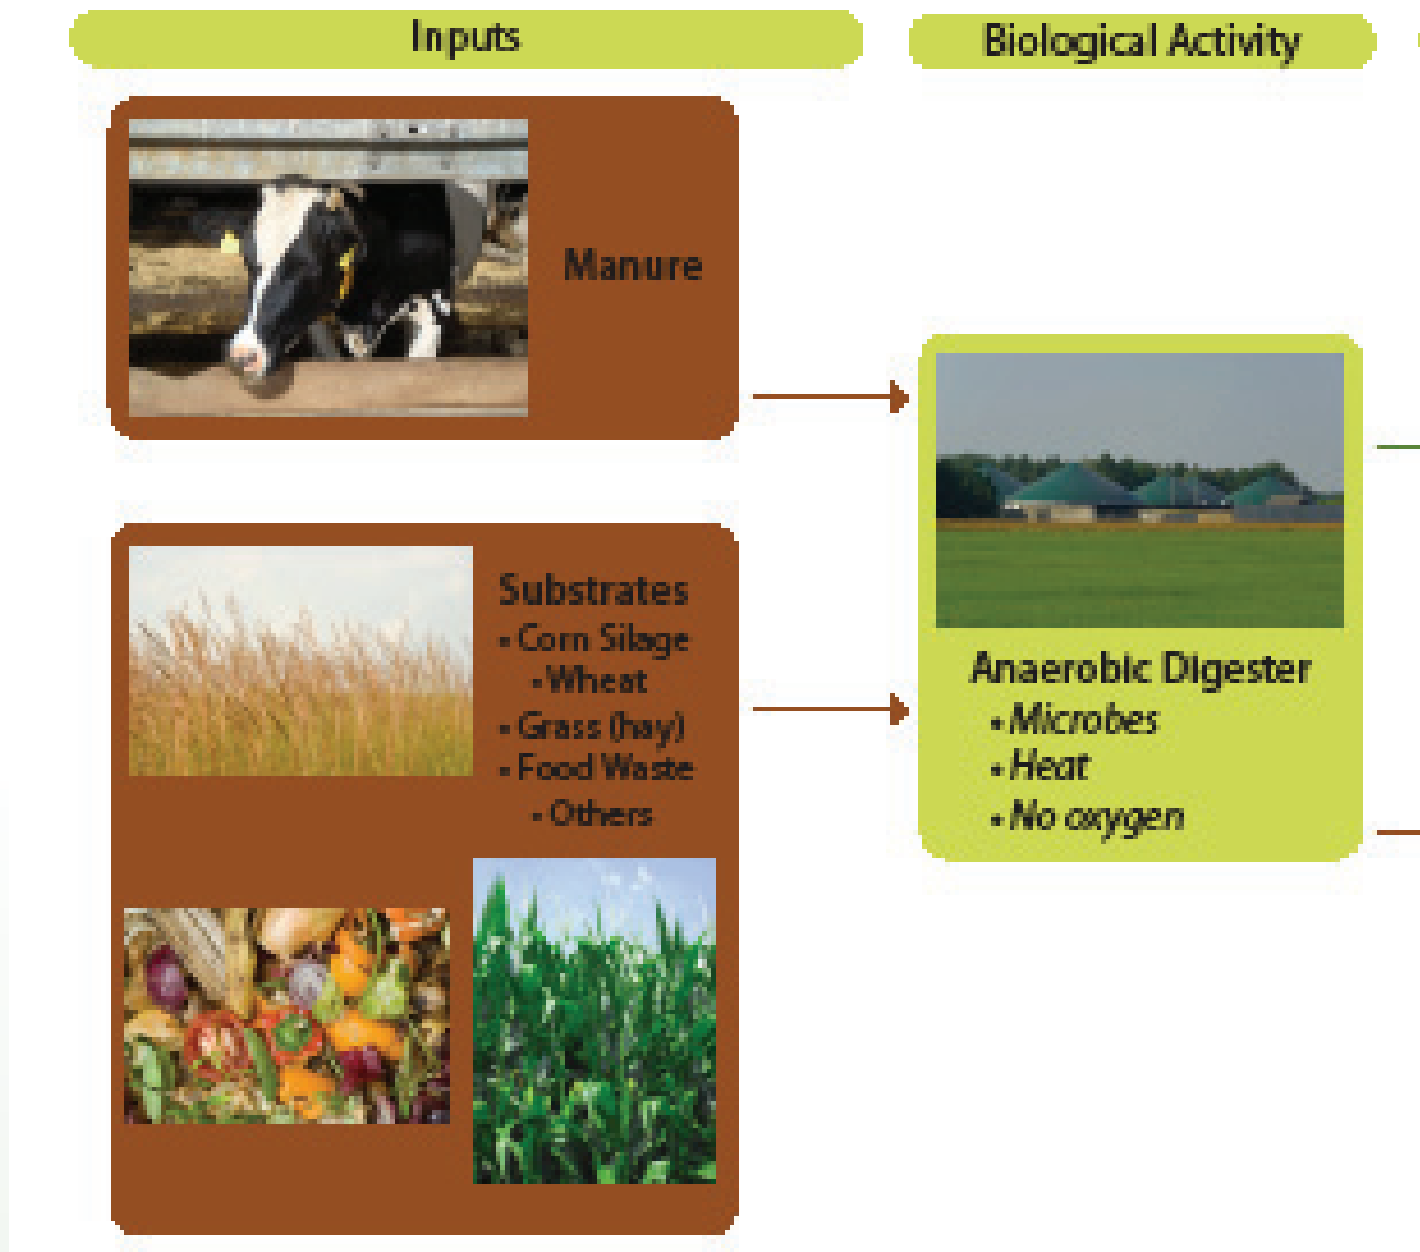 Inputs
Biological Activity
Manure
Substrates
• Corn Silage
• Wheat
• Grass (hay)
• Food Waste
• Others
Anaerobic Digester
• Microbes
• Heat
• No oxygen